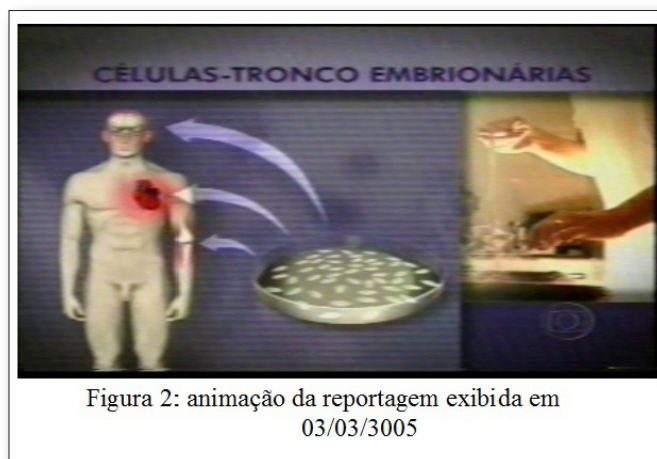 CÉLULAS-TRONCO EMBRIONÁRIAS
Figura 2: animação da reportagem exibida em
03/03/3005